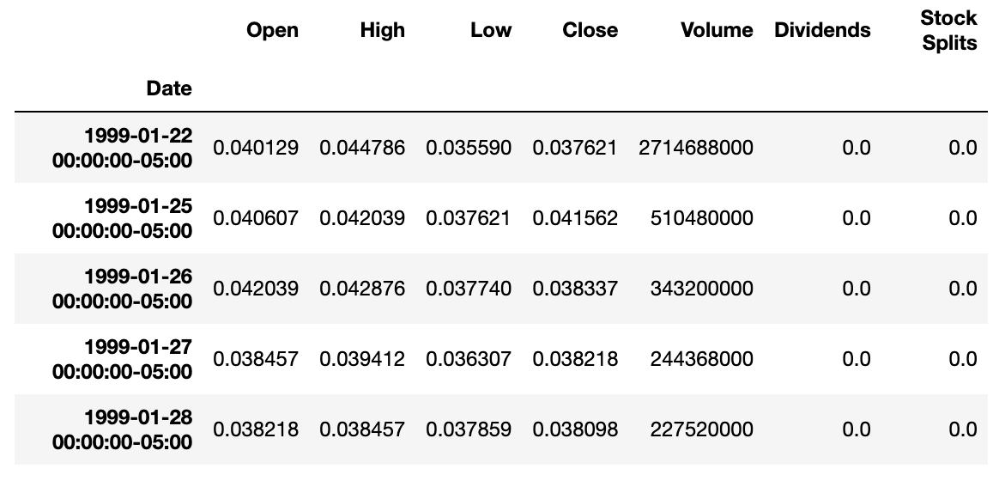 Open High Low Close Volume Dividends Stock Splits
Date
1999-01-22 00:00:00-05:00 0.040129 0.044786 0.035590 0.037621 2714688000 0.0 0.0
1999-01-25 00:00:00-05:00 0.040607 0.042039 0.037621 0.041562 510480000 0.0 0.0
1999-01-26 00:00:00-05:00 0.042039 0.042876 0.037740 0.038337 343200000 0.0 0.0
1999-01-27 00:00:00-05:00 0.038457 0.039412 0.036307 0.038218 244368000 0.0 0.0
1999-01-28 00:00:00-05:00 0.038218 0.038457 0.037859 0.038098 227520000 0.0 0.0